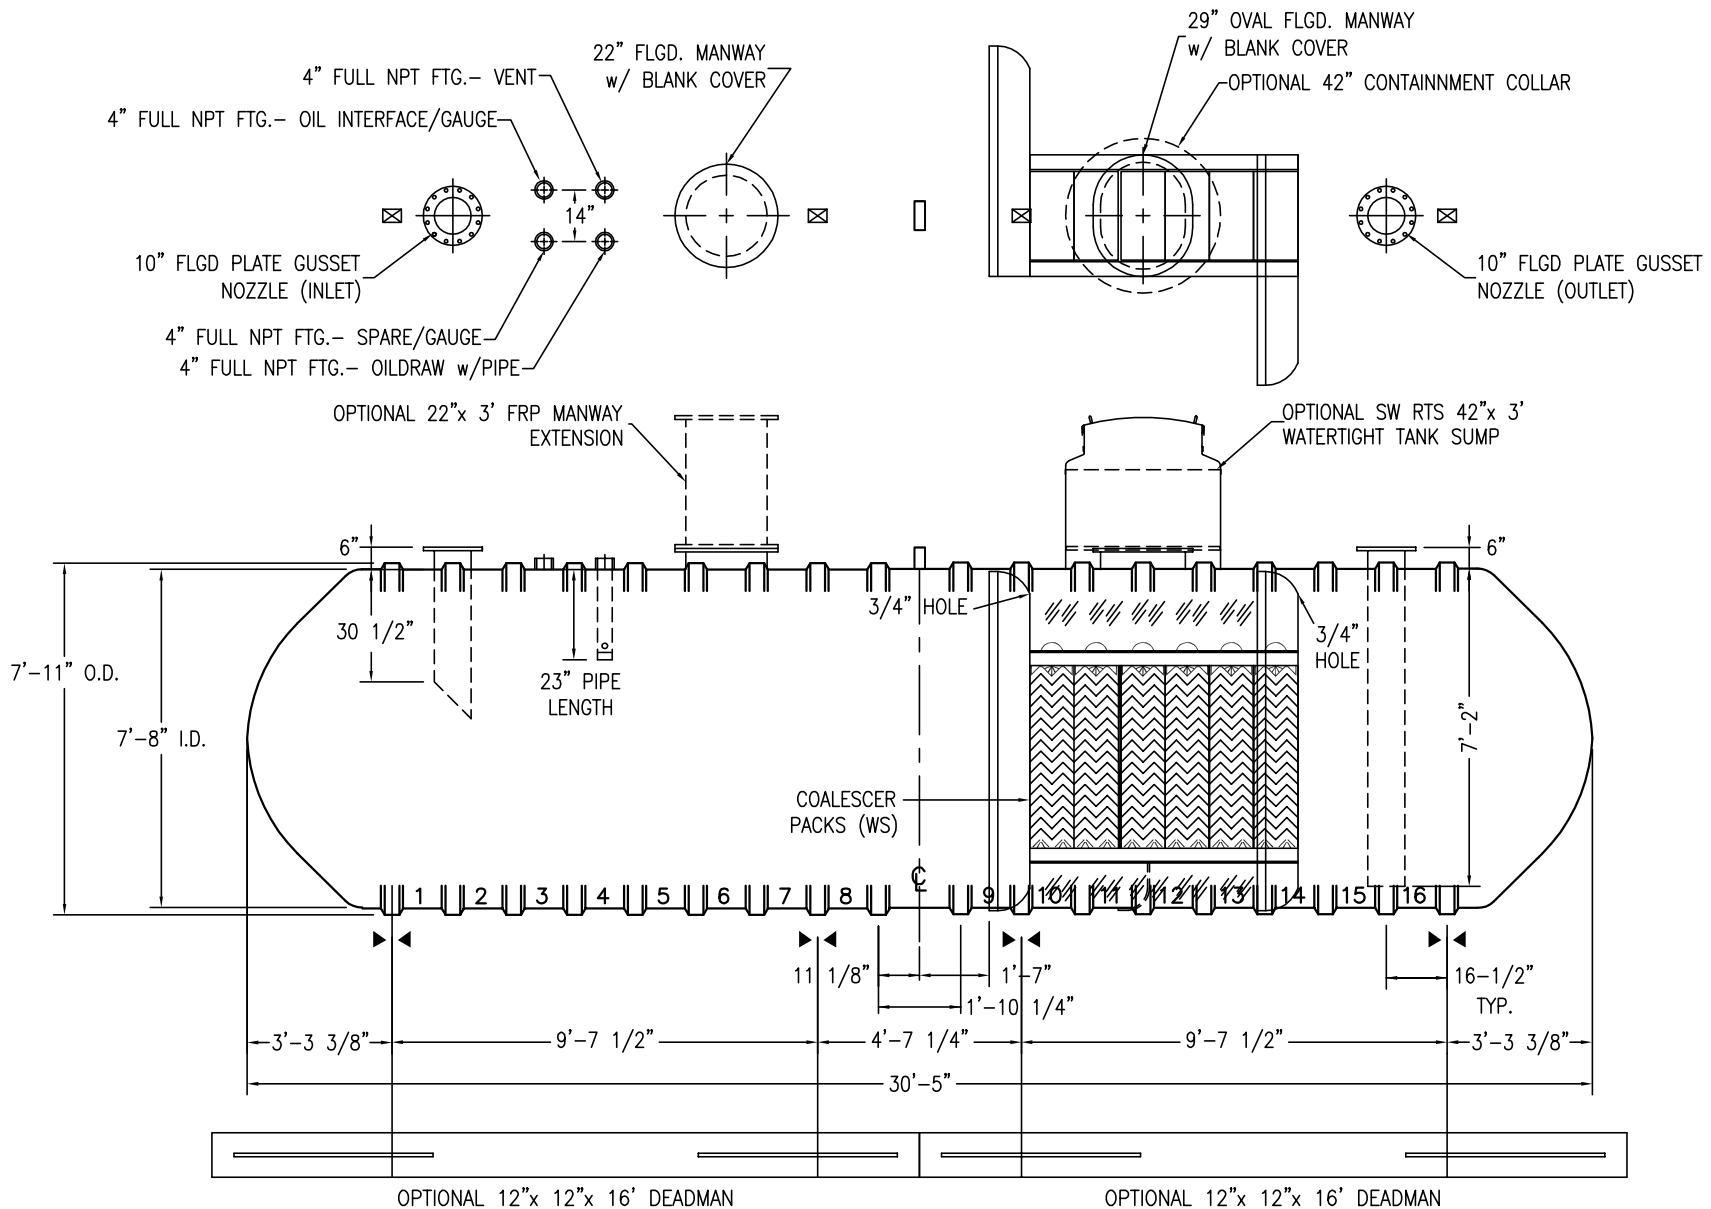 29" OVAL FLGD. MANWAY
w/ BLANK COVER
22" FLGD. MANWAY
w/ BLANK COVER
4" FULL NPT FTG.- VENT
OPTIONAL 42" CONTAINNMENT COLLAR
4" FULL NPT FTG.- OIL INTERFACE/GAUGE
14"
10" FLGD PLATE GUSSET
NOZZLE (INLET)
10" FLGD PLATE GUSSET
NOZZLE (OUTLET)
4" FULL NPT FTG.- SPARE/GAUGE
4" FULL NPT FTG.- OILDRAW w/PIPE
OPTIONAL 22"x 3' FRP MANWAY
EXTENSION
OPTIONAL SW RTS 42"x 3'
WATERTIGHT TANK SUMP
6"
6"
3/4" HOLE
30 1/2"
3/4"
HOLE
7'-11" O.D.
23" PIPE
LENGTH
7'-8" I.D.
7'-2"
COALESCER
PACKS (WS)
CL
1 2 3 4 5 6 7 8 9 10 11 12 13 14 15 16
11 1/8"
1'-7"
16-1/2"
TYP.
1'-10 1/4"
3'-3 3/8"
9'-7 1/2"
4'-7 1/4"
9'-7 1/2"
3'-3 3/8"
30'-5"
OPTIONAL 12"x 12"x 16' DEADMAN
OPTIONAL 12"x 12"x 16' DEADMAN